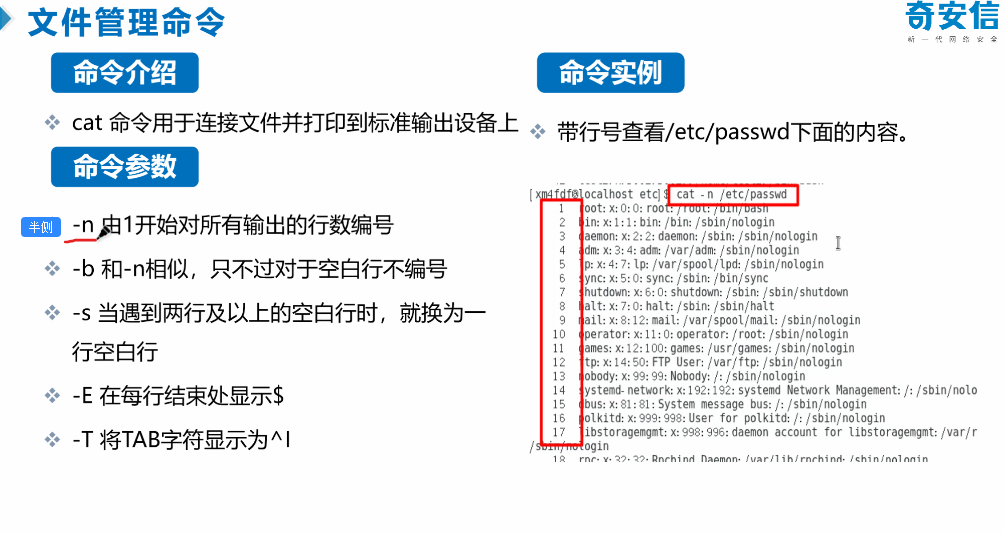 文件管理命令
奇安信
新一代网络安全
命令介绍
cat 命令用于连接文件并打印到标准输出设备上
命令参数
半侧
-n 由1开始对所有输出的行数编号
-b 和-n相似，只不过对于空白行不编号
-s 当遇到两行及以上的空白行时，就换为一
行空白行
-E 在每行结束处显示$
-T 将TAB字符显示为^I
命令实例
带行号查看/etc/passwd下面的内容。
[xm4fdf@localhost etc]$ cat -n /etc/passwd
1 root:x:0:0:root:/root:/bin/bash
2 bin:x:1:1:bin:/bin:/sbin/nologin
3 daemon:x:2:2:daemon:/sbin:/sbin/nologin
4 adm:x:3:4:adm:/var/adm:/sbin/nologin
5 lp:x:4:7:lp:/var/spool/lpd:/sbin/nologin
6 sync:x:5:0:sync:/sbin:/bin/sync
7 shutdown:x:6:0:shutdown:/sbin:/sbin/shutdown
8 halt:x:7:0:halt:/sbin:/sbin/halt
9 mail:x:8:12:mail:/var/spool/mail:/sbin/nologin
10 operator:x:11:0:operator:/root:/sbin/nologin
11 games:x:12:100:games:/usr/games:/sbin/nologin
12 ftp:x:14:50:FTP User:/var/ftp:/sbin/nologin
13 nobody:x:99:99:Nobody:/:/sbin/nologin
14 systemd-network:x:192:192:systemd Network Management:/:/sbin/nolo
15 dbus:x:81:81:System message bus:/:/sbin/nologin
16 polkitd:x:999:998:User for polkitd:/:/sbin/nologin
17 libstoragemgmt:x:998:996:daemon account for libstoragemgmt:/var/r
/sbin/nologin
18 rpc:x:32:32:Rpcbind Daemon:/var/lib/rpcbind:/sbin/nologin